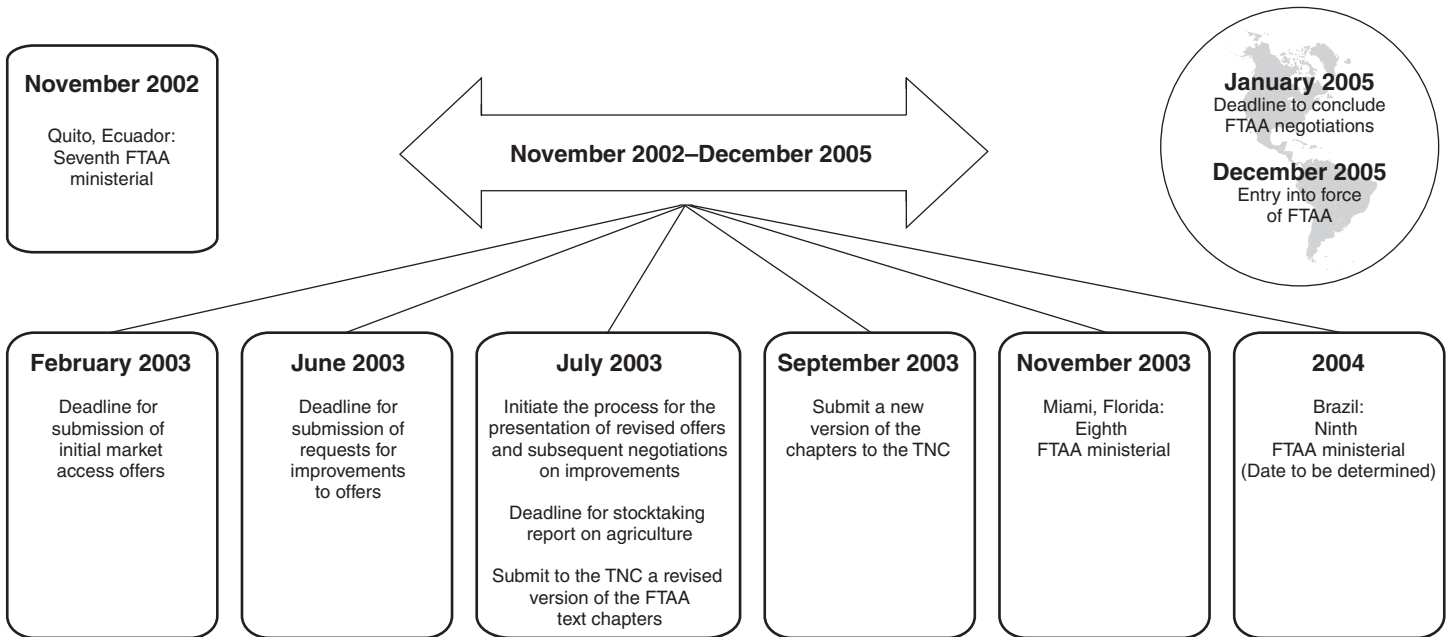 November 2002
Quito, Ecuador:
Seventh FTAA
ministerial
November 2002–December 2005
January 2005
Deadline to conclude
FTAA negotiations
December 2005
Entry into force
of FTAA
February 2003
Deadline for
submission of
initial market
access offers
June 2003
Deadline for
submission of
requests for
improvements
to offers
July 2003
Initiate the process for the
presentation of revised offers
and subsequent negotiations
on improvements
Deadline for stocktaking
report on agriculture
Submit to the TNC a revised
version of the FTAA
text chapters
September 2003
Submit a new
version of the
chapters to the TNC
November 2003
Miami, Florida:
Eighth
FTAA ministerial
2004
Brazil:
Ninth
FTAA ministerial
(Date to be determined)